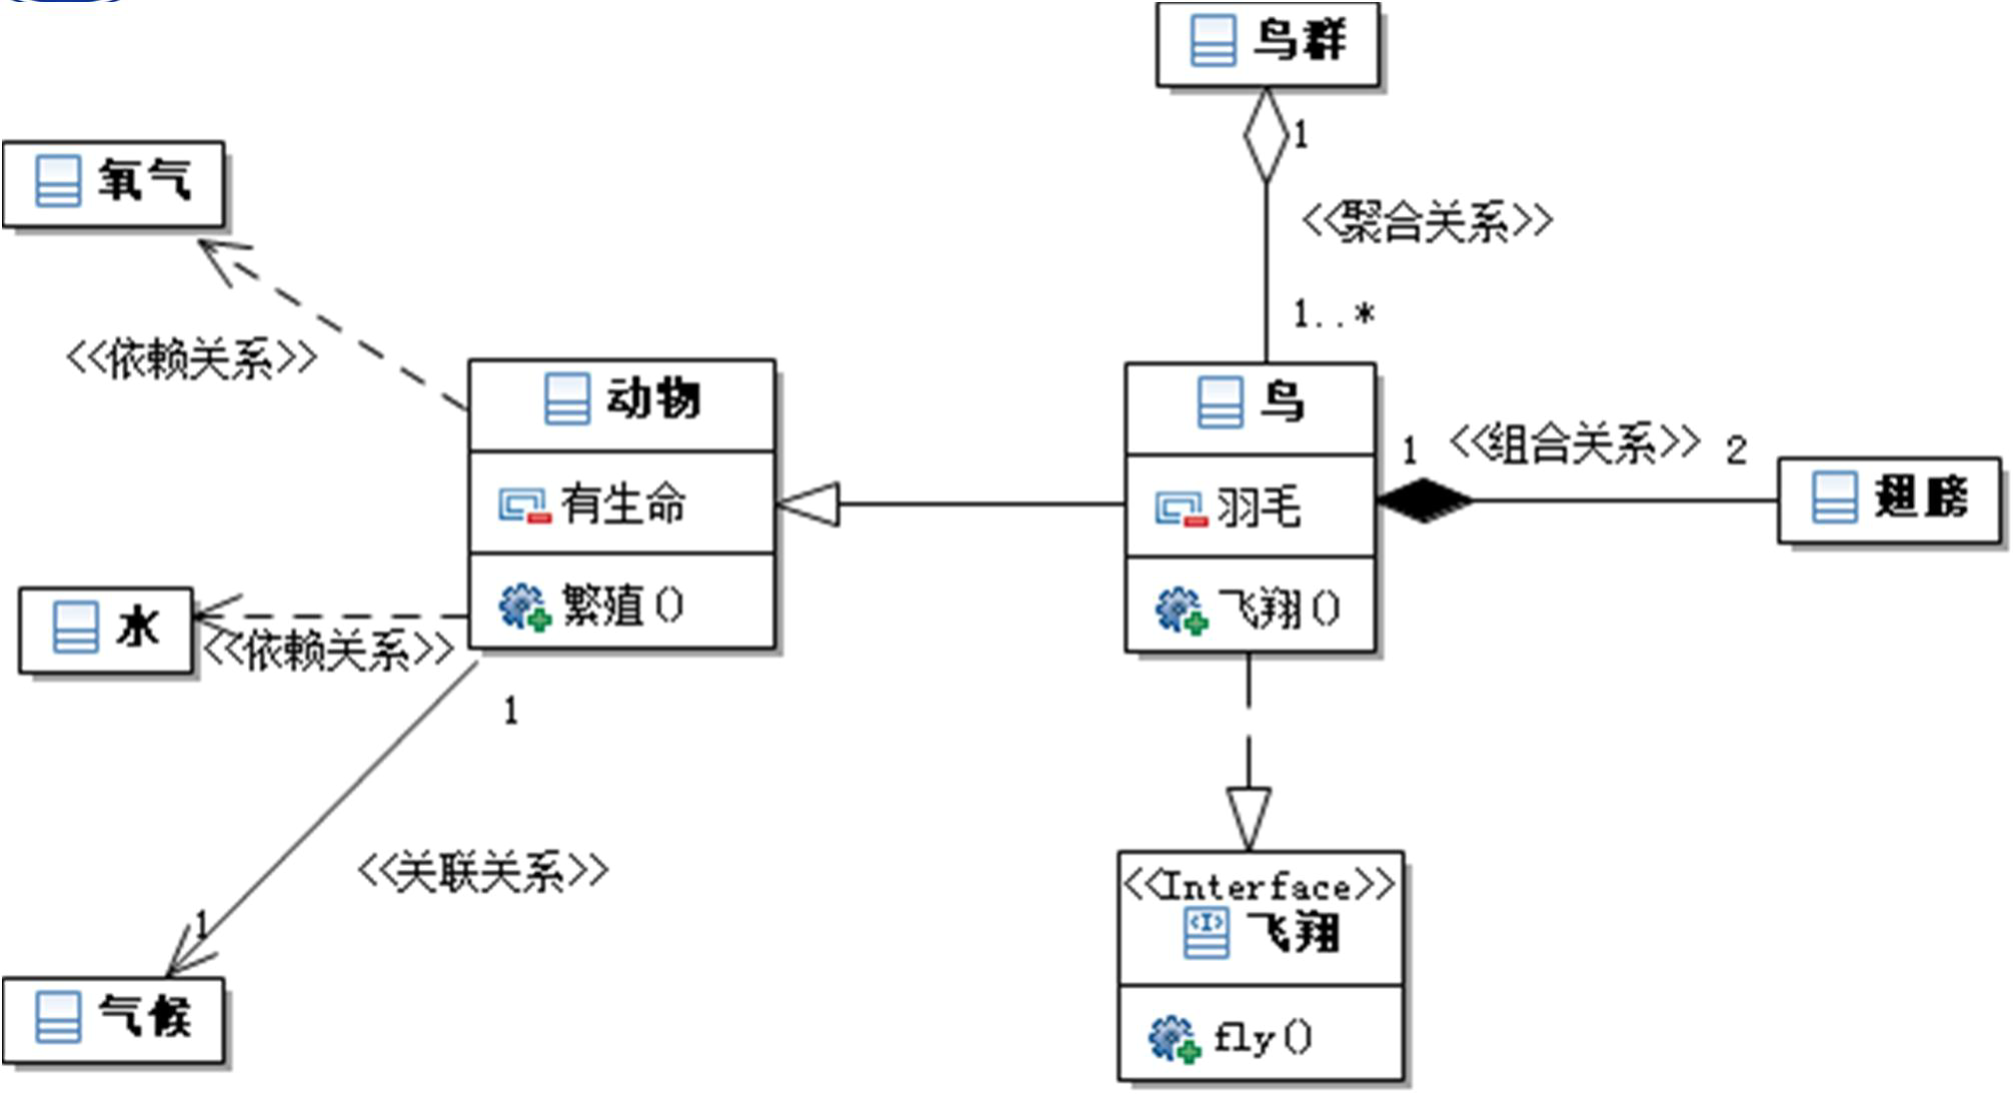 鸟群
1
<<聚合关系>>
1..*
氧气
<<依赖关系>>
动物
有生命
繁殖()
鸟
羽毛
飞翔()
1
<<组合关系>>
2
翅膀
水
<<依赖关系>>
1
<<关联关系>>
1
气候
<<Interface>>
飞翔
fly()